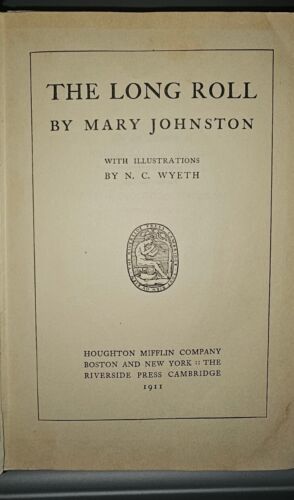 THE LONG ROLL
BY MARY JOHNSTON
WITH ILLUSTRATIONS
BY N. C. WYETH
HOUGHTON MIFFLIN COMPANY
BOSTON AND NEW YORK :: THE
RIVERSIDE PRESS CAMBRIDGE
1911